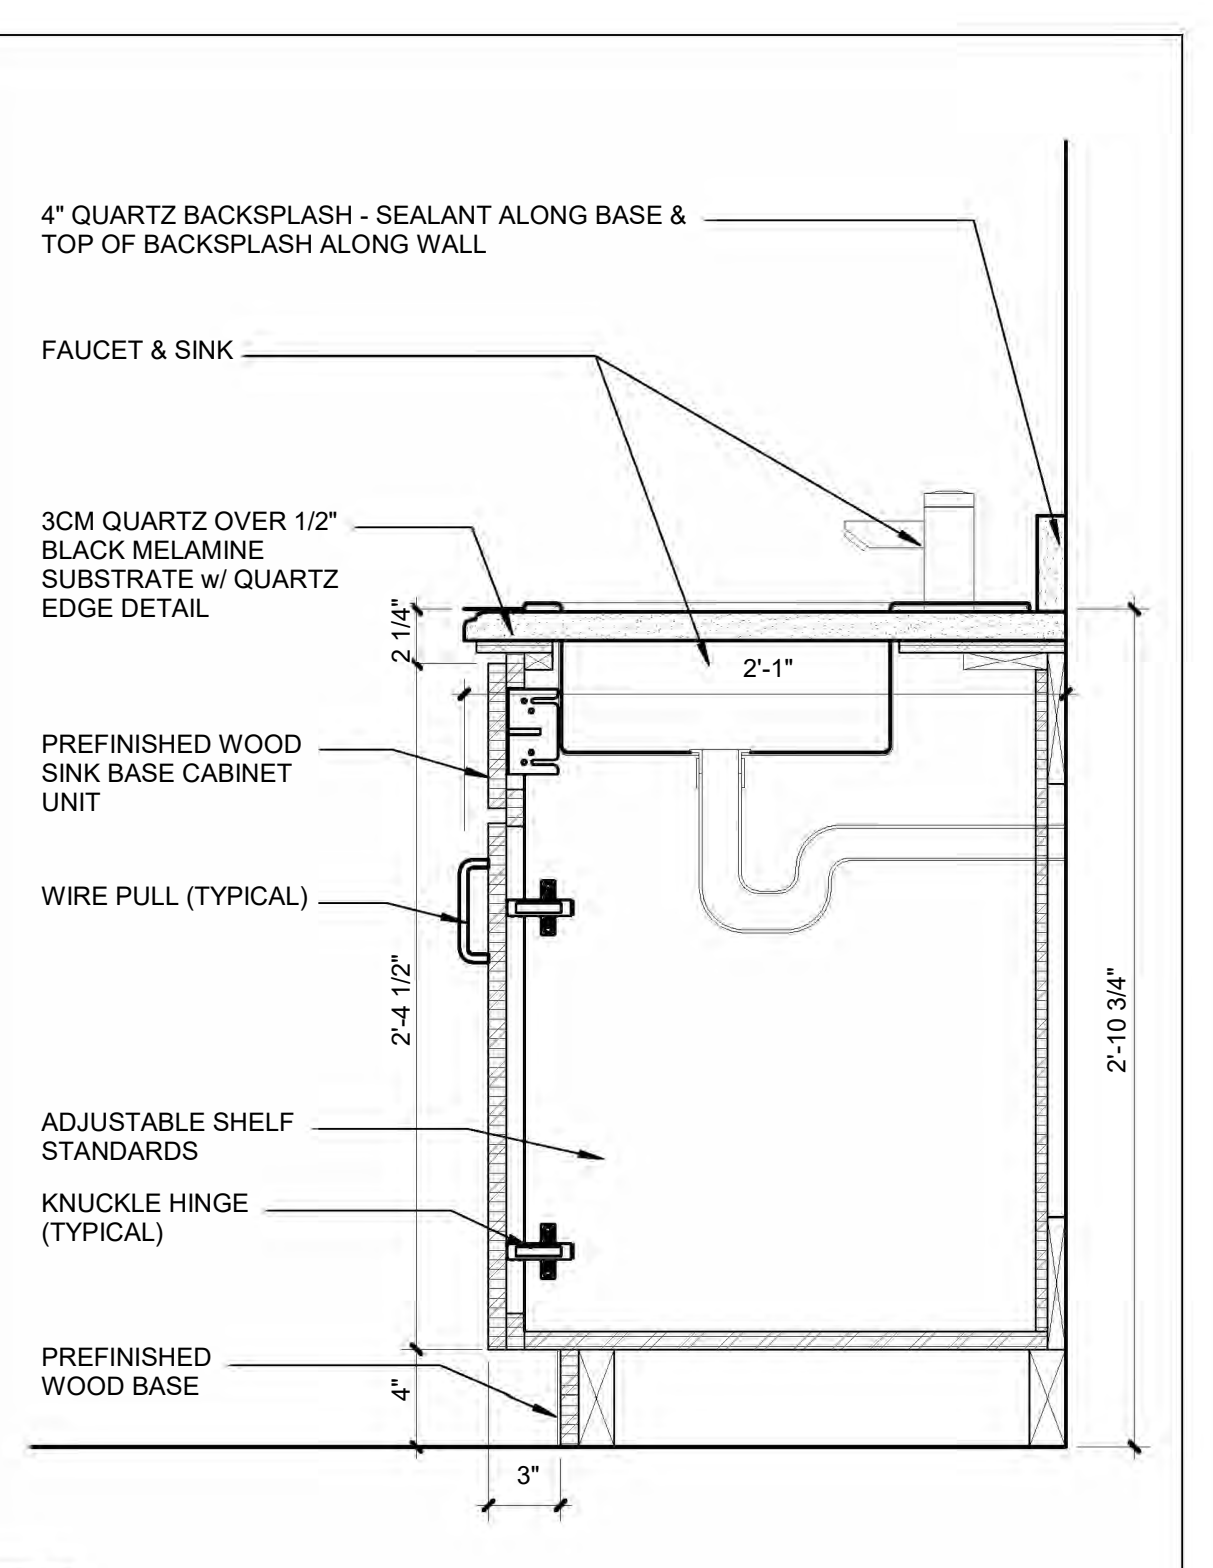 4" QUARTZ BACKSPLASH - SEALANT ALONG BASE &
TOP OF BACKSPLASH ALONG WALL
FAUCET & SINK
3CM QUARTZ OVER 1/2"
BLACK MELAMINE
SUBSTRATE w/ QUARTZ
EDGE DETAIL
2 1/4"
2'-1"
PREFINISHED WOOD
SINK BASE CABINET
UNIT
WIRE PULL (TYPICAL)
2'-4 1/2"
2'-10 3/4"
ADJUSTABLE SHELF
STANDARDS
KNUCKLE HINGE
(TYPICAL)
PREFINISHED
WOOD BASE
4"
3"